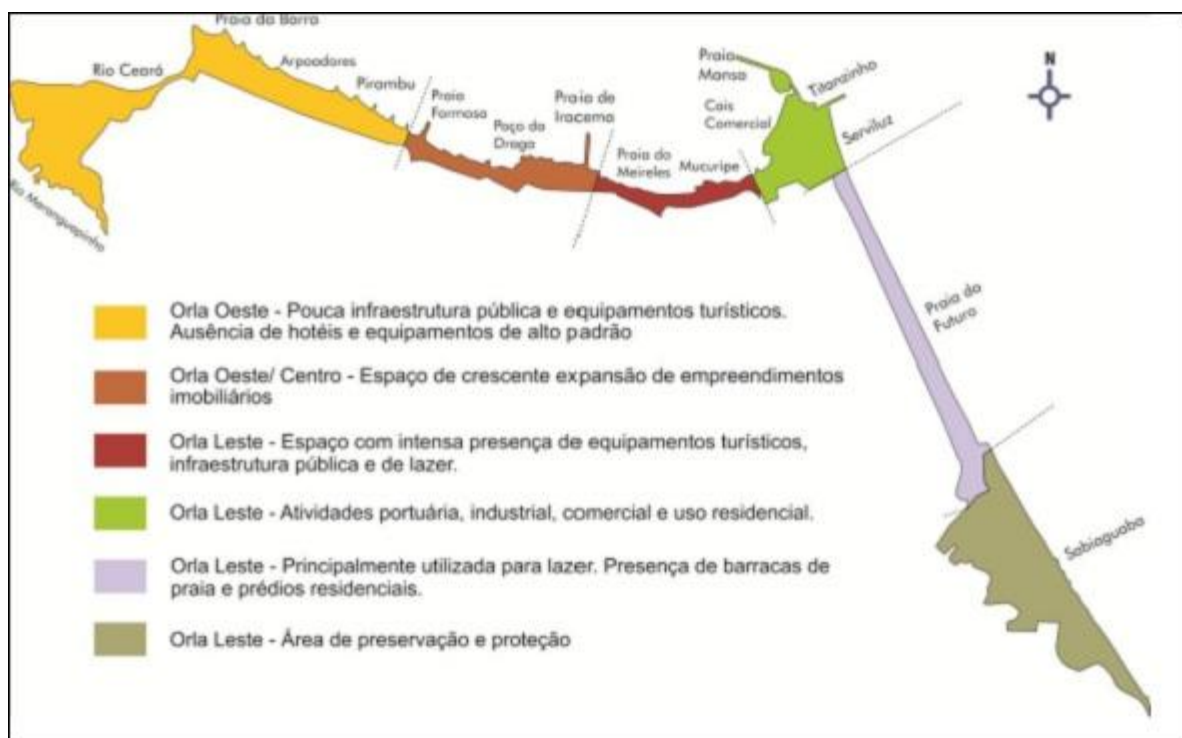 Praia da Barra
Rio Ceará
Arpoadores
Pirambu
Praia
Formosa
Poço da
Draga
Praia de
Iracema
Praia do
Meireles
Mucuripe
Praia
Mansa
Cais
Comercial
Titanzinho
Serviluz
N
Rio Maranguapinho
Praia do
Futuro
Sabiaguaba
Orla Oeste - Pouca infraestrutura pública e equipamentos turísticos.
Ausência de hotéis e equipamentos de alto padrão
Orla Oeste/ Centro - Espaço de crescente expansão de empreendimentos
imobiliários
Orla Leste - Espaço com intensa presença de equipamentos turísticos,
infraestrutura pública e de lazer.
Orla Leste - Atividades portuária, industrial, comercial e uso residencial.
Orla Leste - Principalmente utilizada para lazer. Presença de barracas de
praia e prédios residenciais.
Orla Leste - Área de preservação e proteção